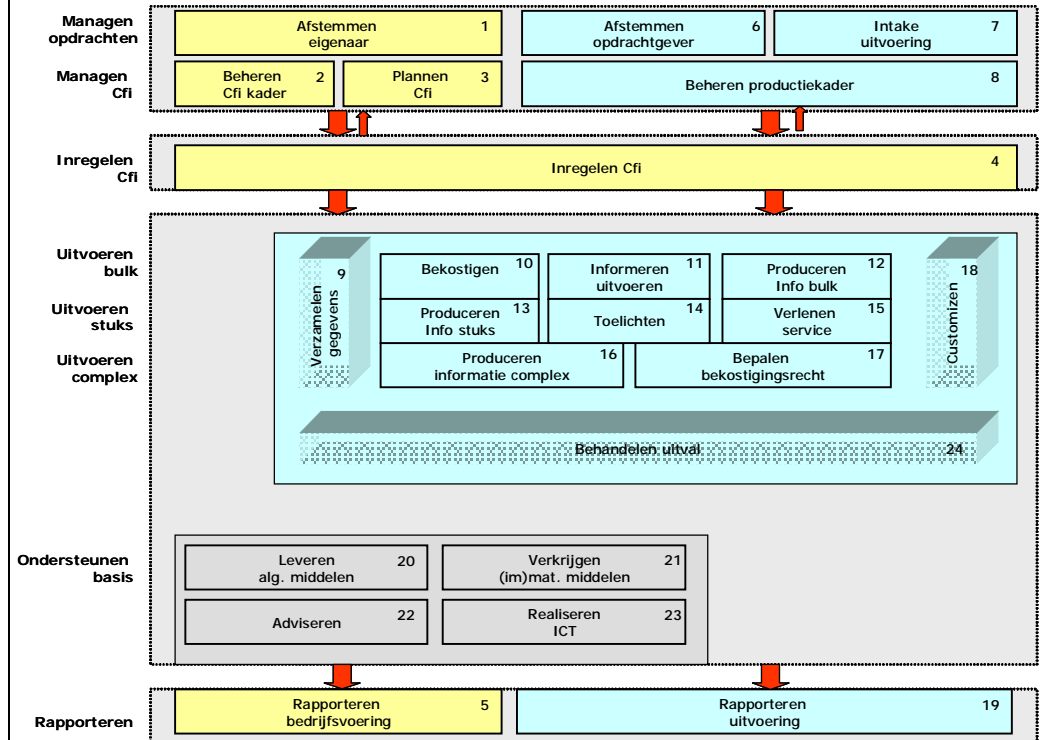 Managen
opdrachten
Afstemmen
eigenaar
1
Afstemmen
opdrachtgever
6
Intake
uitvoering
7
Managen
Cfi
Beheren
Cfi kader
2
Plannen
Cfi
3
Beheren productiekader
8
Inregelen
Cfi
Inregelen Cfi
4
Uitvoeren
bulk
Uitvoeren
stuks
Uitvoeren
complex
Verzamelen
gegevens
9
Bekostigen
10
Informeren
uitvoeren
11
Produceren
Info bulk
12
Produceren
Info stuks
13
Toelichten
14
Verlenen
service
15
Produceren
informatie complex
16
Bepalen
bekostigingsrecht
17
Customizen
18
Behandelen uitval
24
Ondersteunen
basis
Leveren
alg. middelen
20
Verkrijgen
(im)mat. middelen
21
Adviseren
22
Realiseren
ICT
23
Rapporteren
Rapporteren
bedrijfsvoering
5
Rapporteren
uitvoering
19